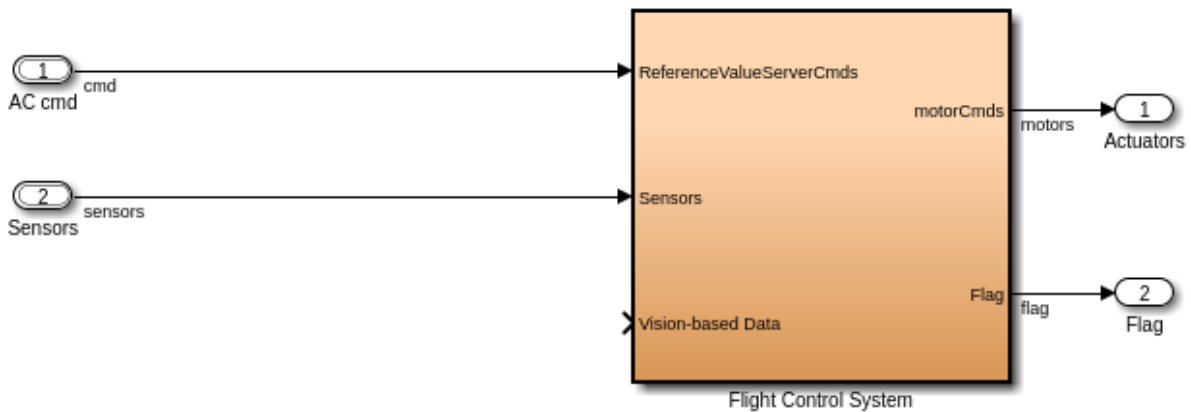 1
cmd
AC cmd
ReferenceValueServerCmds
motorCmds
motors
1
Actuators
2
sensors
Sensors
Sensors
Flag
flag
2
Flag
Vision-based Data
Flight Control System